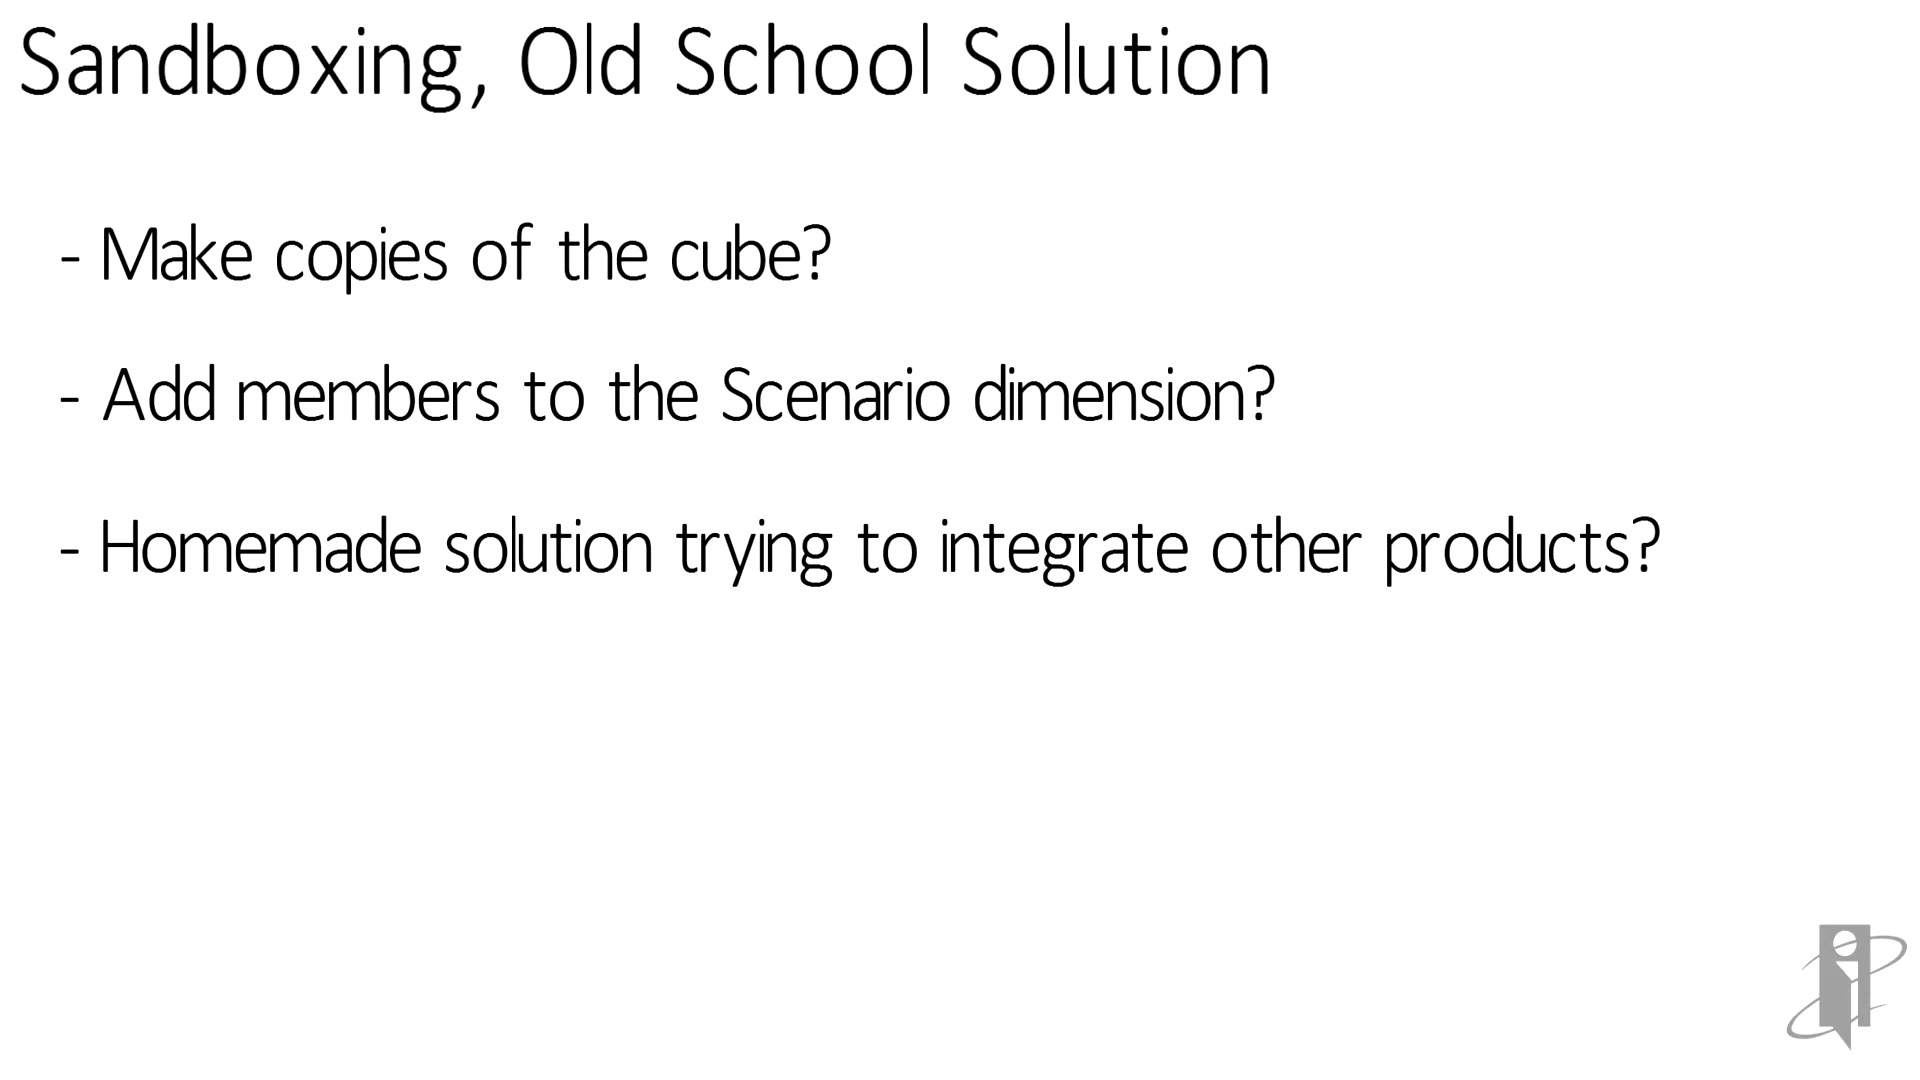 Sandboxing, Old School Solution
- Make copies of the cube?
- Add members to the Scenario dimension?
- Homemade solution trying to integrate other products?